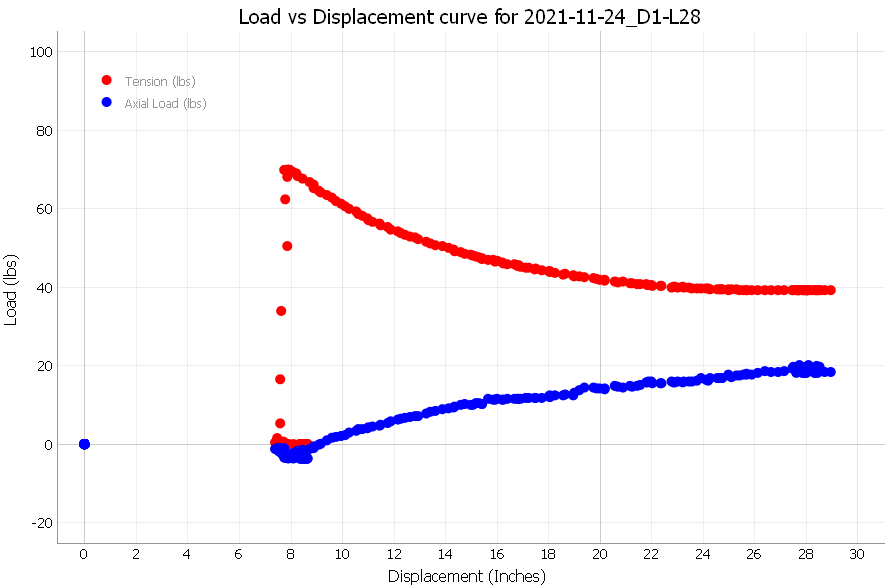 Load vs Displacement curve for 2021-11-24_D1-L28
100
Tension (lbs)
Axial Load (lbs)
80
60
40
20
0
-20
Load (lbs)
0 2 4 6 8 10 12 14 16 18 20 22 24 26 28 30
Displacement (Inches)